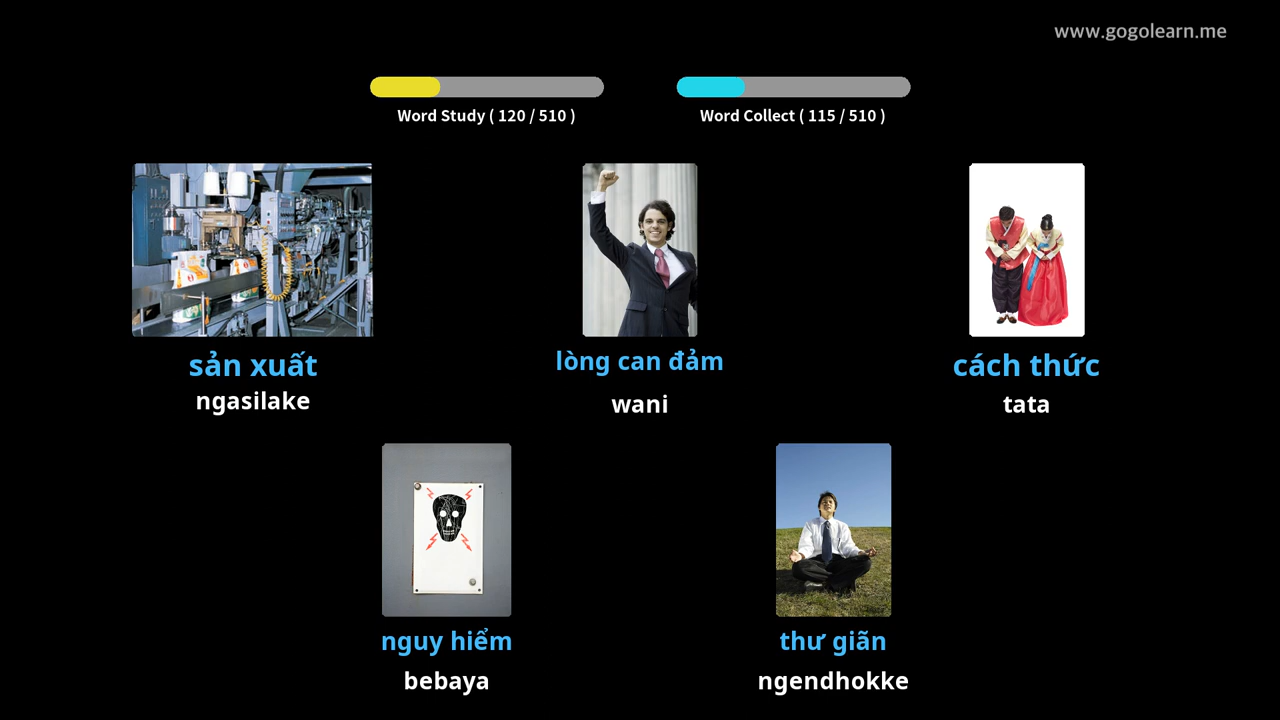 www.gogolearn.me
Word Study ( 120 / 510 )
Word Collect ( 115 / 510 )
sản xuất
ngasilake
lòng can đảm
wani
cách thức
tata
nguy hiểm
bebaya
thư giãn
ngendhokke